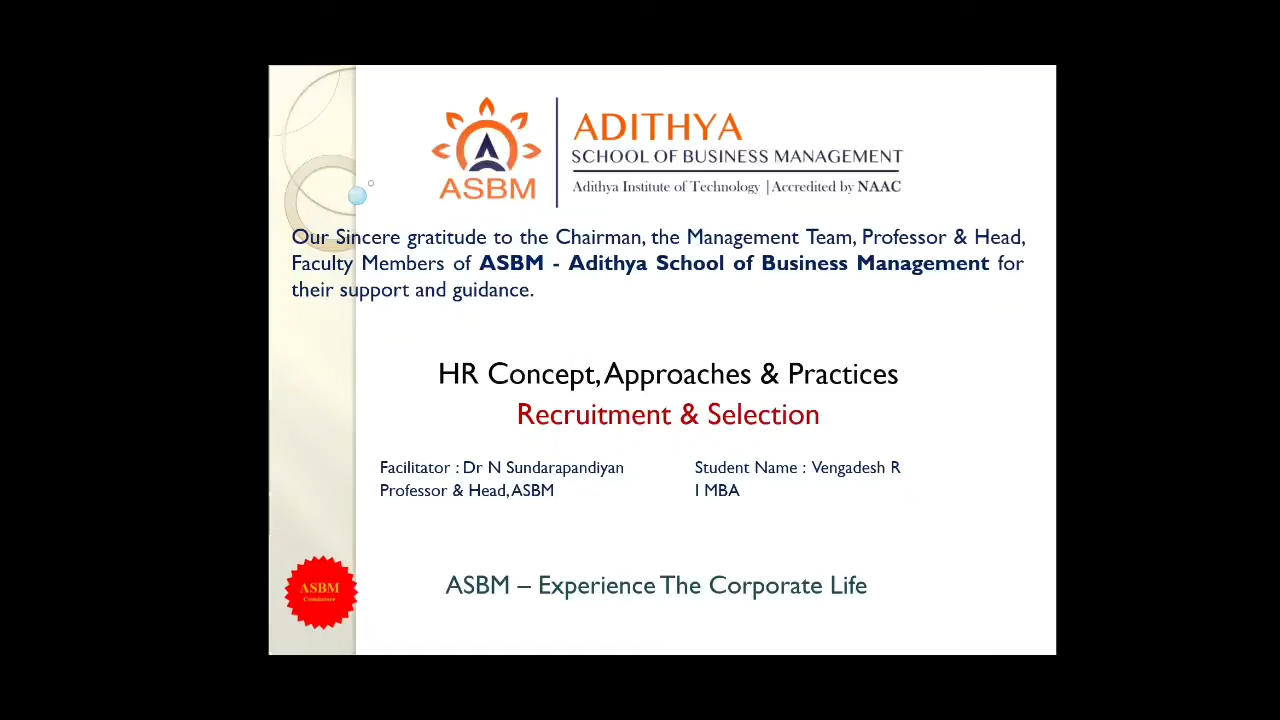 ADITHYA
SCHOOL OF BUSINESS MANAGEMENT
ASBM
Adithya Institute of Technology | Accredited by NAAC
Our Sincere gratitude to the Chairman, the Management Team, Professor & Head,
Faculty Members of ASBM - Adithya School of Business Management for
their support and guidance.
HR Concept, Approaches & Practices
Recruitment & Selection
Facilitator : Dr N Sundarapandiyan
Student Name : Vengadesh R
Professor & Head, ASBM
I MBA
ASBM
Coimbatore
ASBM – Experience The Corporate Life